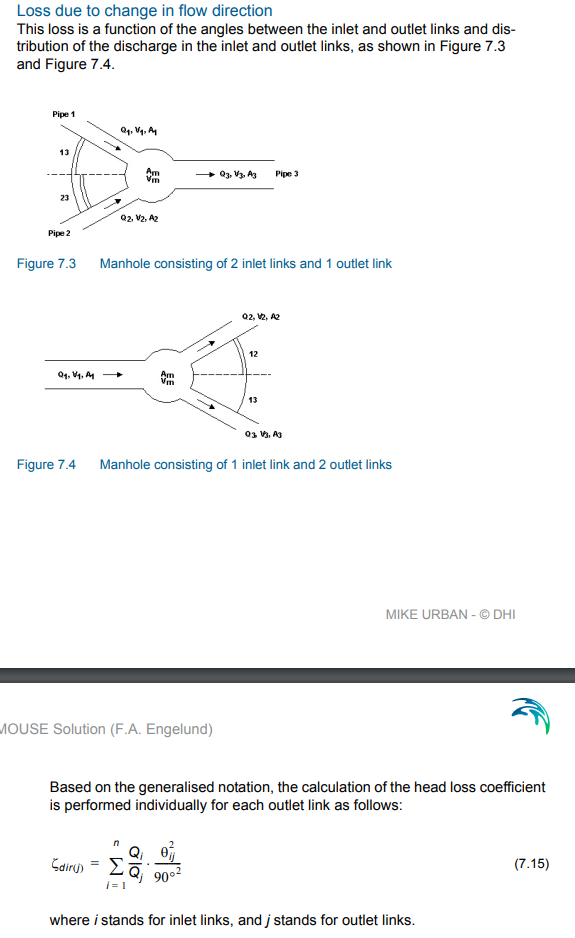 Loss due to change in flow direction
This loss is a function of the angles between the inlet and outlet links and dis-
tribution of the discharge in the inlet and outlet links, as shown in Figure 7.3
and Figure 7.4.
Pipe 1
Q1, V1, A1
13
Am
Vm
Q3, V3, A3 Pipe 3
23
Q2, V2, A2
Pipe 2
Figure 7.3 Manhole consisting of 2 inlet links and 1 outlet link
Q2, V2, A2
12
Q1, V1, A1
Am
Vm
13
Q3, V3, A3
Figure 7.4 Manhole consisting of 1 inlet link and 2 outlet links
MIKE URBAN - © DHI
MOUSE Solution (F.A. Engelund)
Based on the generalised notation, the calculation of the head loss coefficient
is performed individually for each outlet link as follows:
ζdir(j) = n∑i = 1 Qi/Qj · θij²/90°² (7.15)
where i stands for inlet links, and j stands for outlet links.